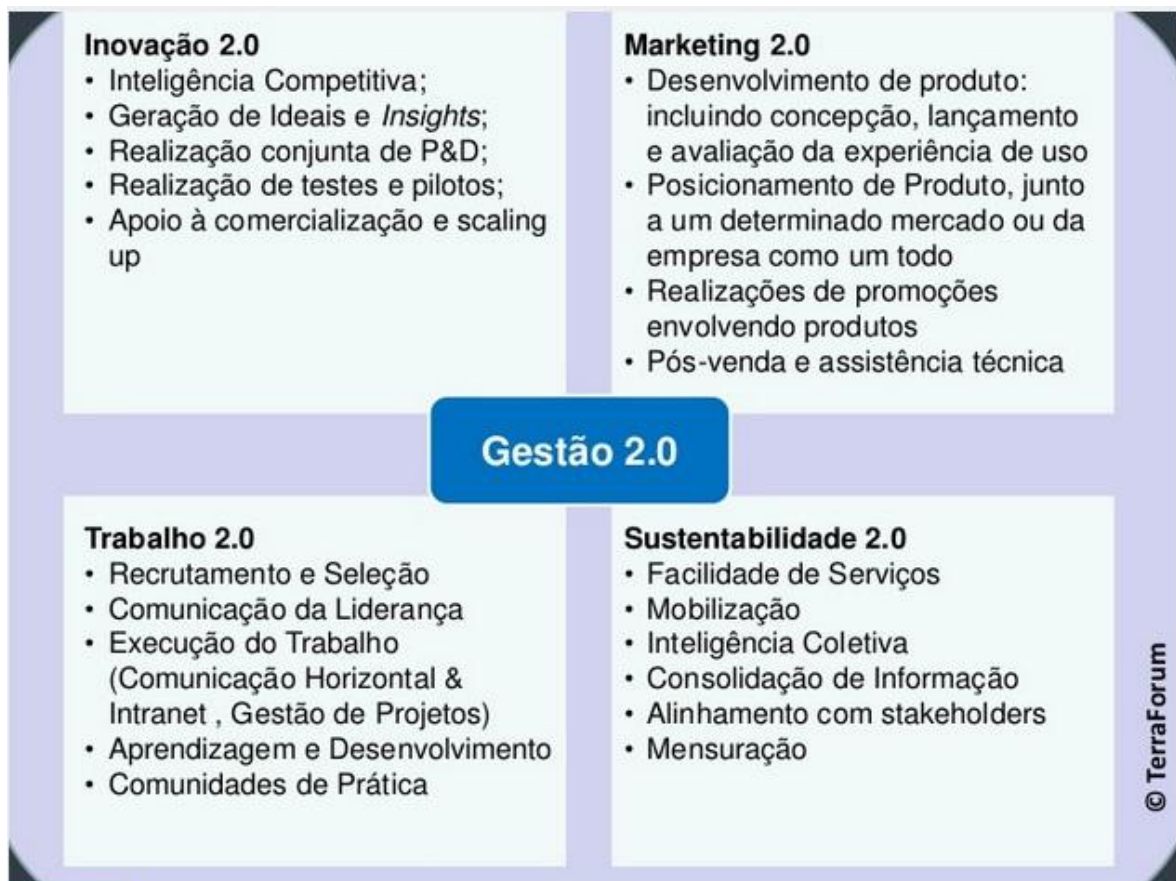 Inovação 2.0
• Inteligência Competitiva;
• Geração de Ideais e Insights;
• Realização conjunta de P&D;
• Realização de testes e pilotos;
• Apoio à comercialização e scaling
up
Marketing 2.0
• Desenvolvimento de produto:
incluindo concepção, lançamento
e avaliação da experiência de uso
• Posicionamento de Produto, junto
a um determinado mercado ou da
empresa como um todo
• Realizações de promoções
envolvendo produtos
• Pós-venda e assistência técnica
Gestão 2.0
Trabalho 2.0
• Recrutamento e Seleção
• Comunicação da Liderança
• Execução do Trabalho
(Comunicação Horizontal &
Intranet , Gestão de Projetos)
• Aprendizagem e Desenvolvimento
• Comunidades de Prática
Sustentabilidade 2.0
• Facilidade de Serviços
• Mobilização
• Inteligência Coletiva
• Consolidação de Informação
• Alinhamento com stakeholders
• Mensuração
© TerraForum